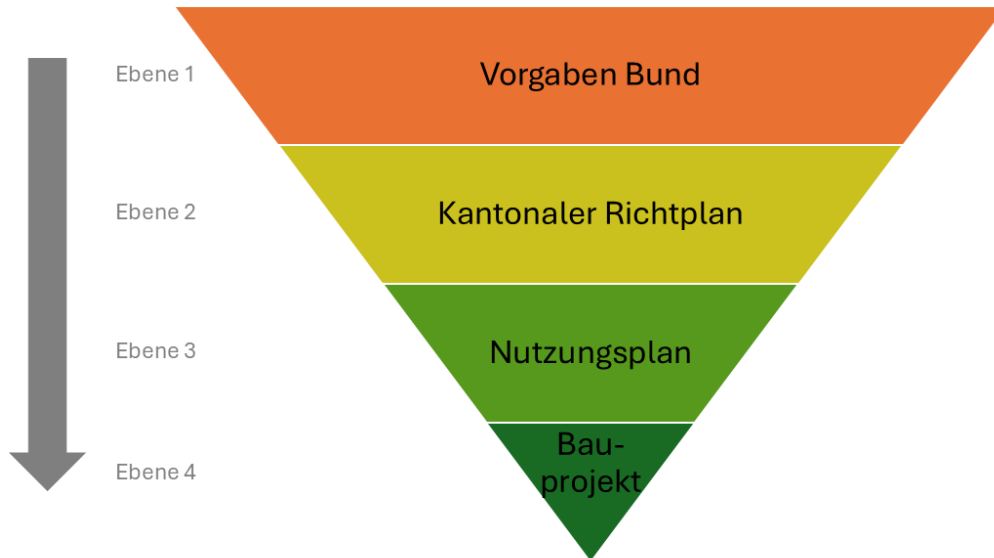 Ebene 1
Vorgaben Bund
Ebene 2
Kantonaler Richtplan
Ebene 3
Nutzungsplan
Ebene 4
Bau-
projekt